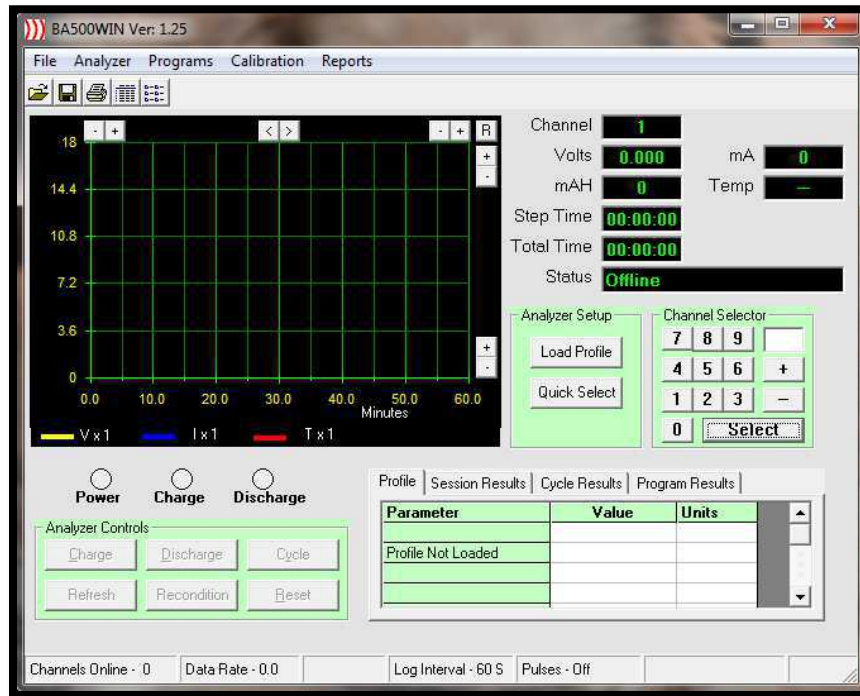 BA500WIN Ver: 1.25
File Analyzer Programs Calibration Reports
- + < > - + R
+
-
+
-
18
14.4
10.8
7.2
3.6
0
0.0 10.0 20.0 30.0 40.0 50.0 60.0
Minutes
V x 1 I x 1 T x 1
Channel 1
Volts 0.000 mA 0
mAH 0 Temp ---
Step Time 00:00:00
Total Time 00:00:00
Status Offline
Analyzer Setup
Load Profile
Quick Select
Channel Selector
7 8 9
4 5 6 +
1 2 3 -
0 Select
Power Charge Discharge
Analyzer Controls
Charge Discharge Cycle
Refresh Recondition Reset
Profile Session Results Cycle Results Program Results
Parameter Value Units
Profile Not Loaded
Channels Online - 0 Data Rate - 0.0 Log Interval - 60 S Pulses - Off